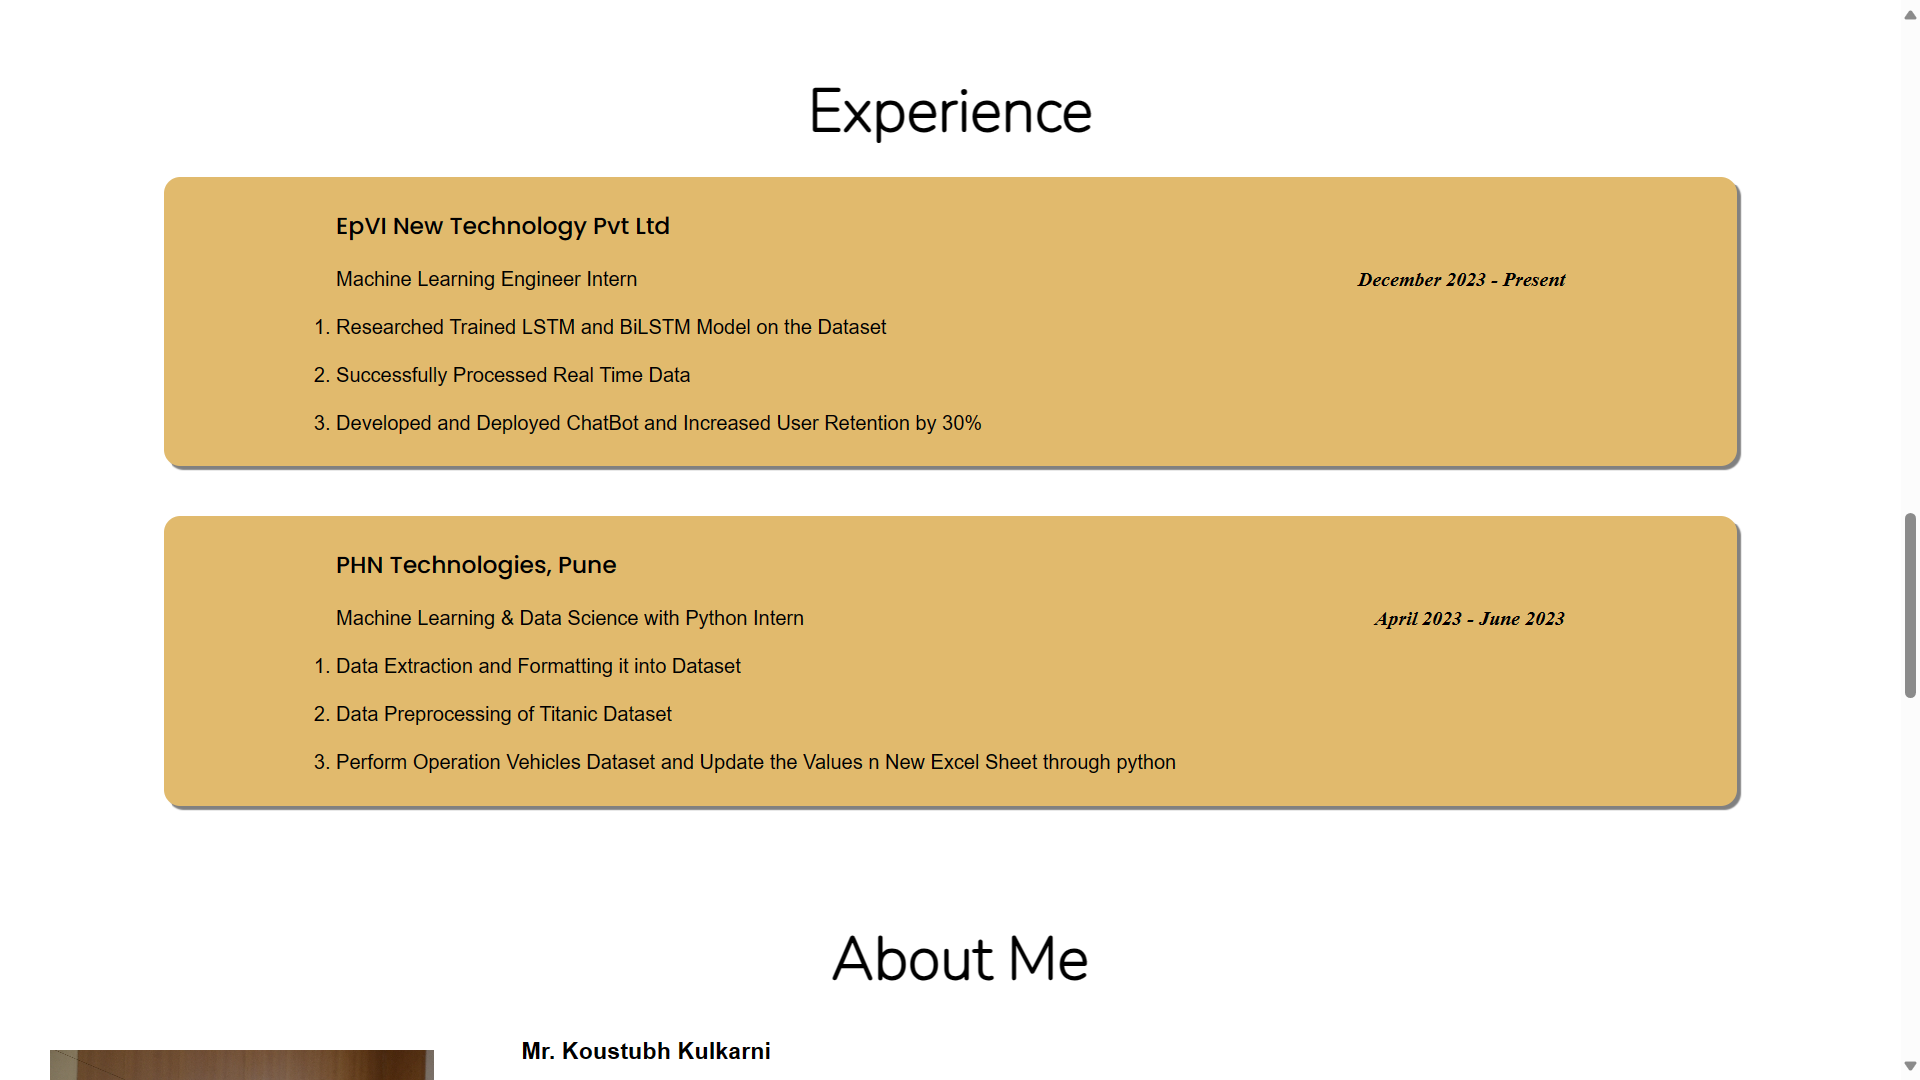 Experience
EpVI New Technology Pvt Ltd
Machine Learning Engineer Intern December 2023 - Present
1. Researched Trained LSTM and BiLSTM Model on the Dataset
2. Successfully Processed Real Time Data
3. Developed and Deployed ChatBot and Increased User Retention by 30%
PHN Technologies, Pune
Machine Learning & Data Science with Python Intern April 2023 - June 2023
1. Data Extraction and Formatting it into Dataset
2. Data Preprocessing of Titanic Dataset
3. Perform Operation Vehicles Dataset and Update the Values n New Excel Sheet through python
About Me
Mr. Koustubh Kulkarni